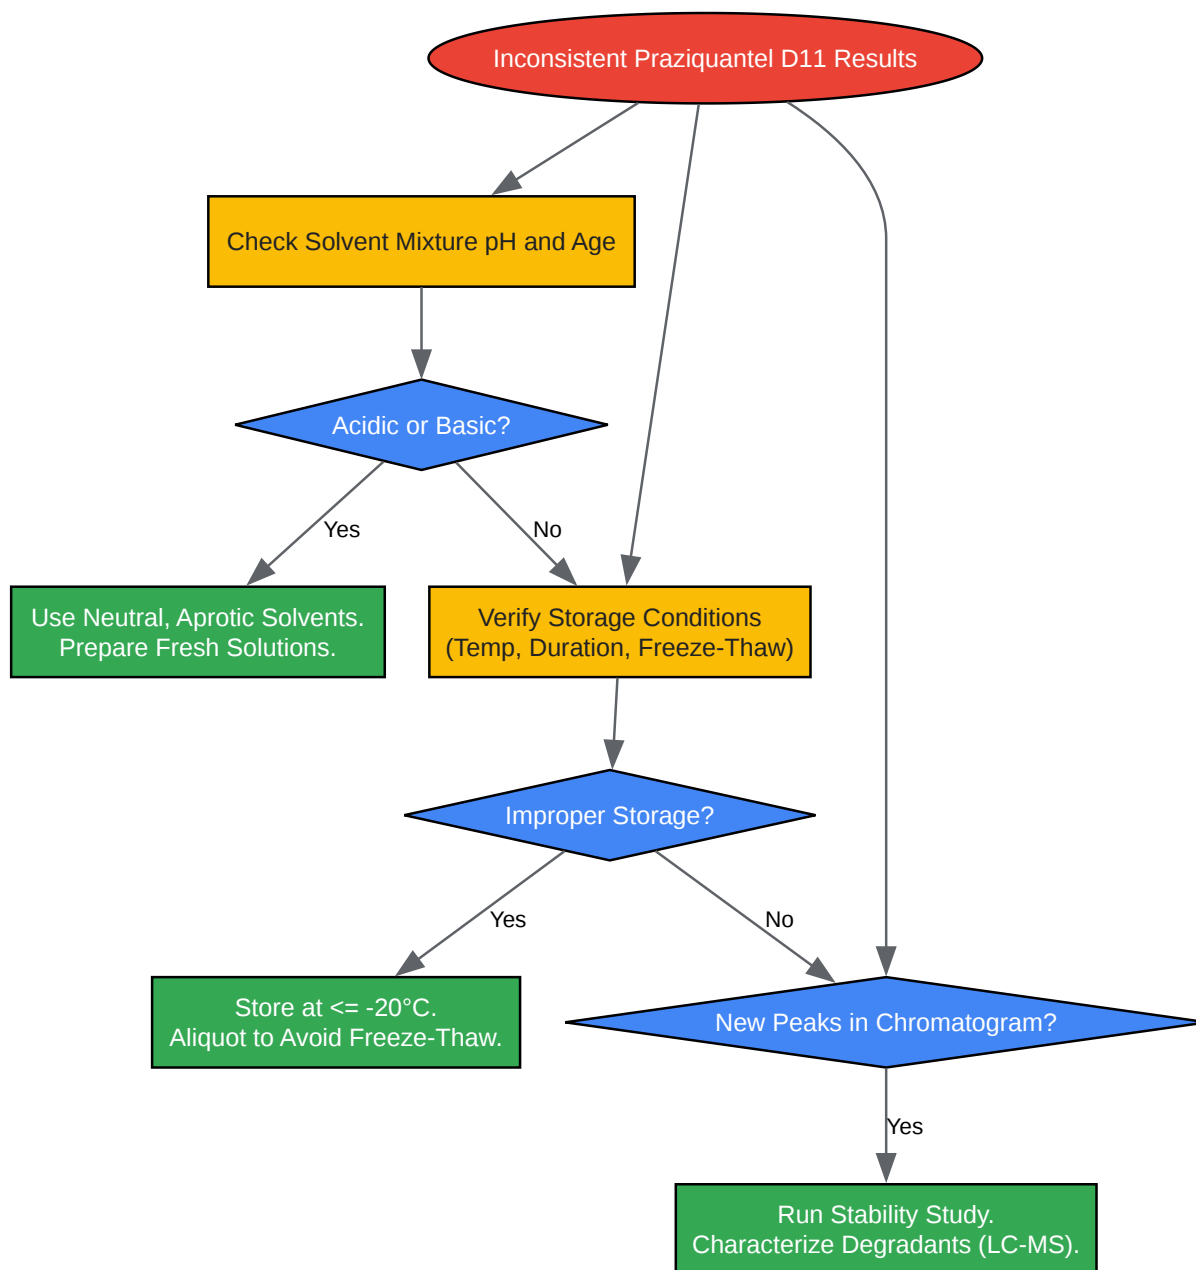 Inconsistent Praziquantel D11 Results
Check Solvent Mixture pH and Age
Acidic or Basic?
Yes
No
Use Neutral, Aprotic Solvents.
Prepare Fresh Solutions.
Verify Storage Conditions
(Temp, Duration, Freeze-Thaw)
Improper Storage?
Yes
No
Store at <= -20°C.
Aliquot to Avoid Freeze-Thaw.
New Peaks in Chromatogram?
Yes
Run Stability Study.
Characterize Degradants (LC-MS).